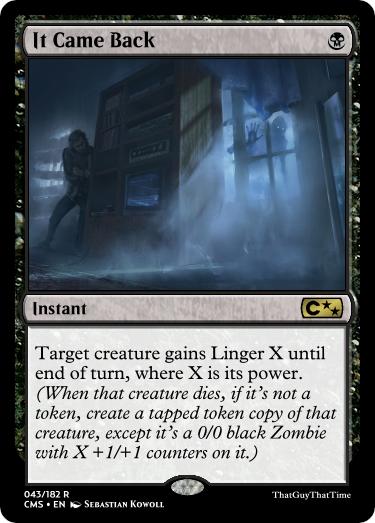 It Came Back
Instant
C
Target creature gains Linger X until
end of turn, where X is its power.
(When that creature dies, if it's not a
token, create a tapped token copy of that
creature, except it's a 0/0 black Zombie
with X +1/+1 counters on it.)
043/182 R
CMS • EN Sebastian Kowoll
ThatGuyThatTime